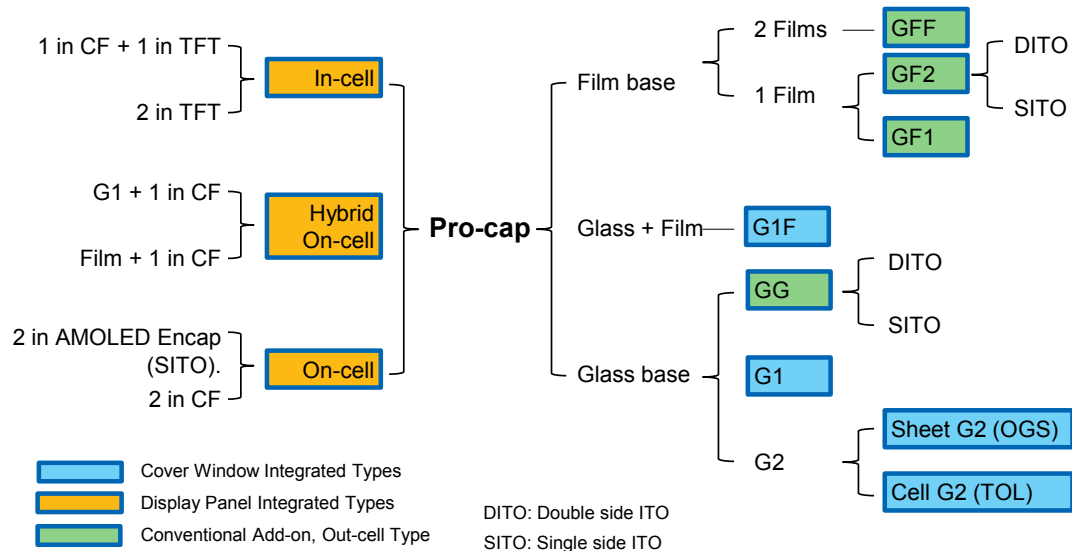 1 in CF + 1 in TFT
In-cell
2 in TFT
G1 + 1 in CF
Hybrid
On-cell
Film + 1 in CF
2 in AMOLED Encap
(SITO).
On-cell
2 in CF
Pro-cap
Film base
2 Films
GFF
1 Film
GF2
DITO
SITO
GF1
Glass + Film
G1F
Glass base
GG
DITO
SITO
G1
G2
Sheet G2 (OGS)
Cell G2 (TOL)
Cover Window Integrated Types
Display Panel Integrated Types
Conventional Add-on, Out-cell Type
DITO: Double side ITO
SITO: Single side ITO